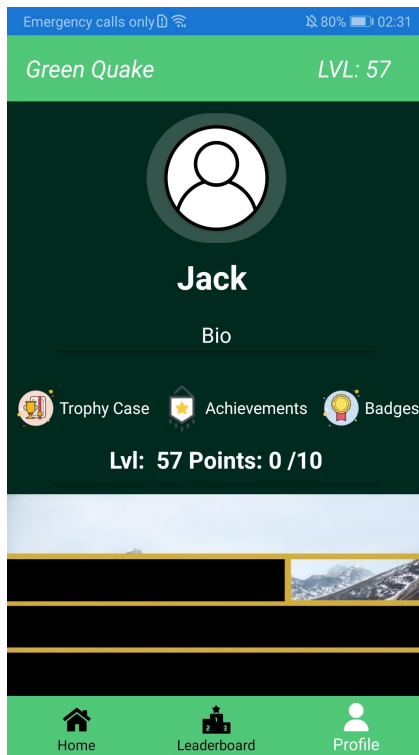 Emergency calls only 80% 02:31
Green Quake LVL: 57
Jack
Bio
Trophy Case Achievements Badges
Lvl: 57 Points: 0 /10
Home Leaderboard Profile